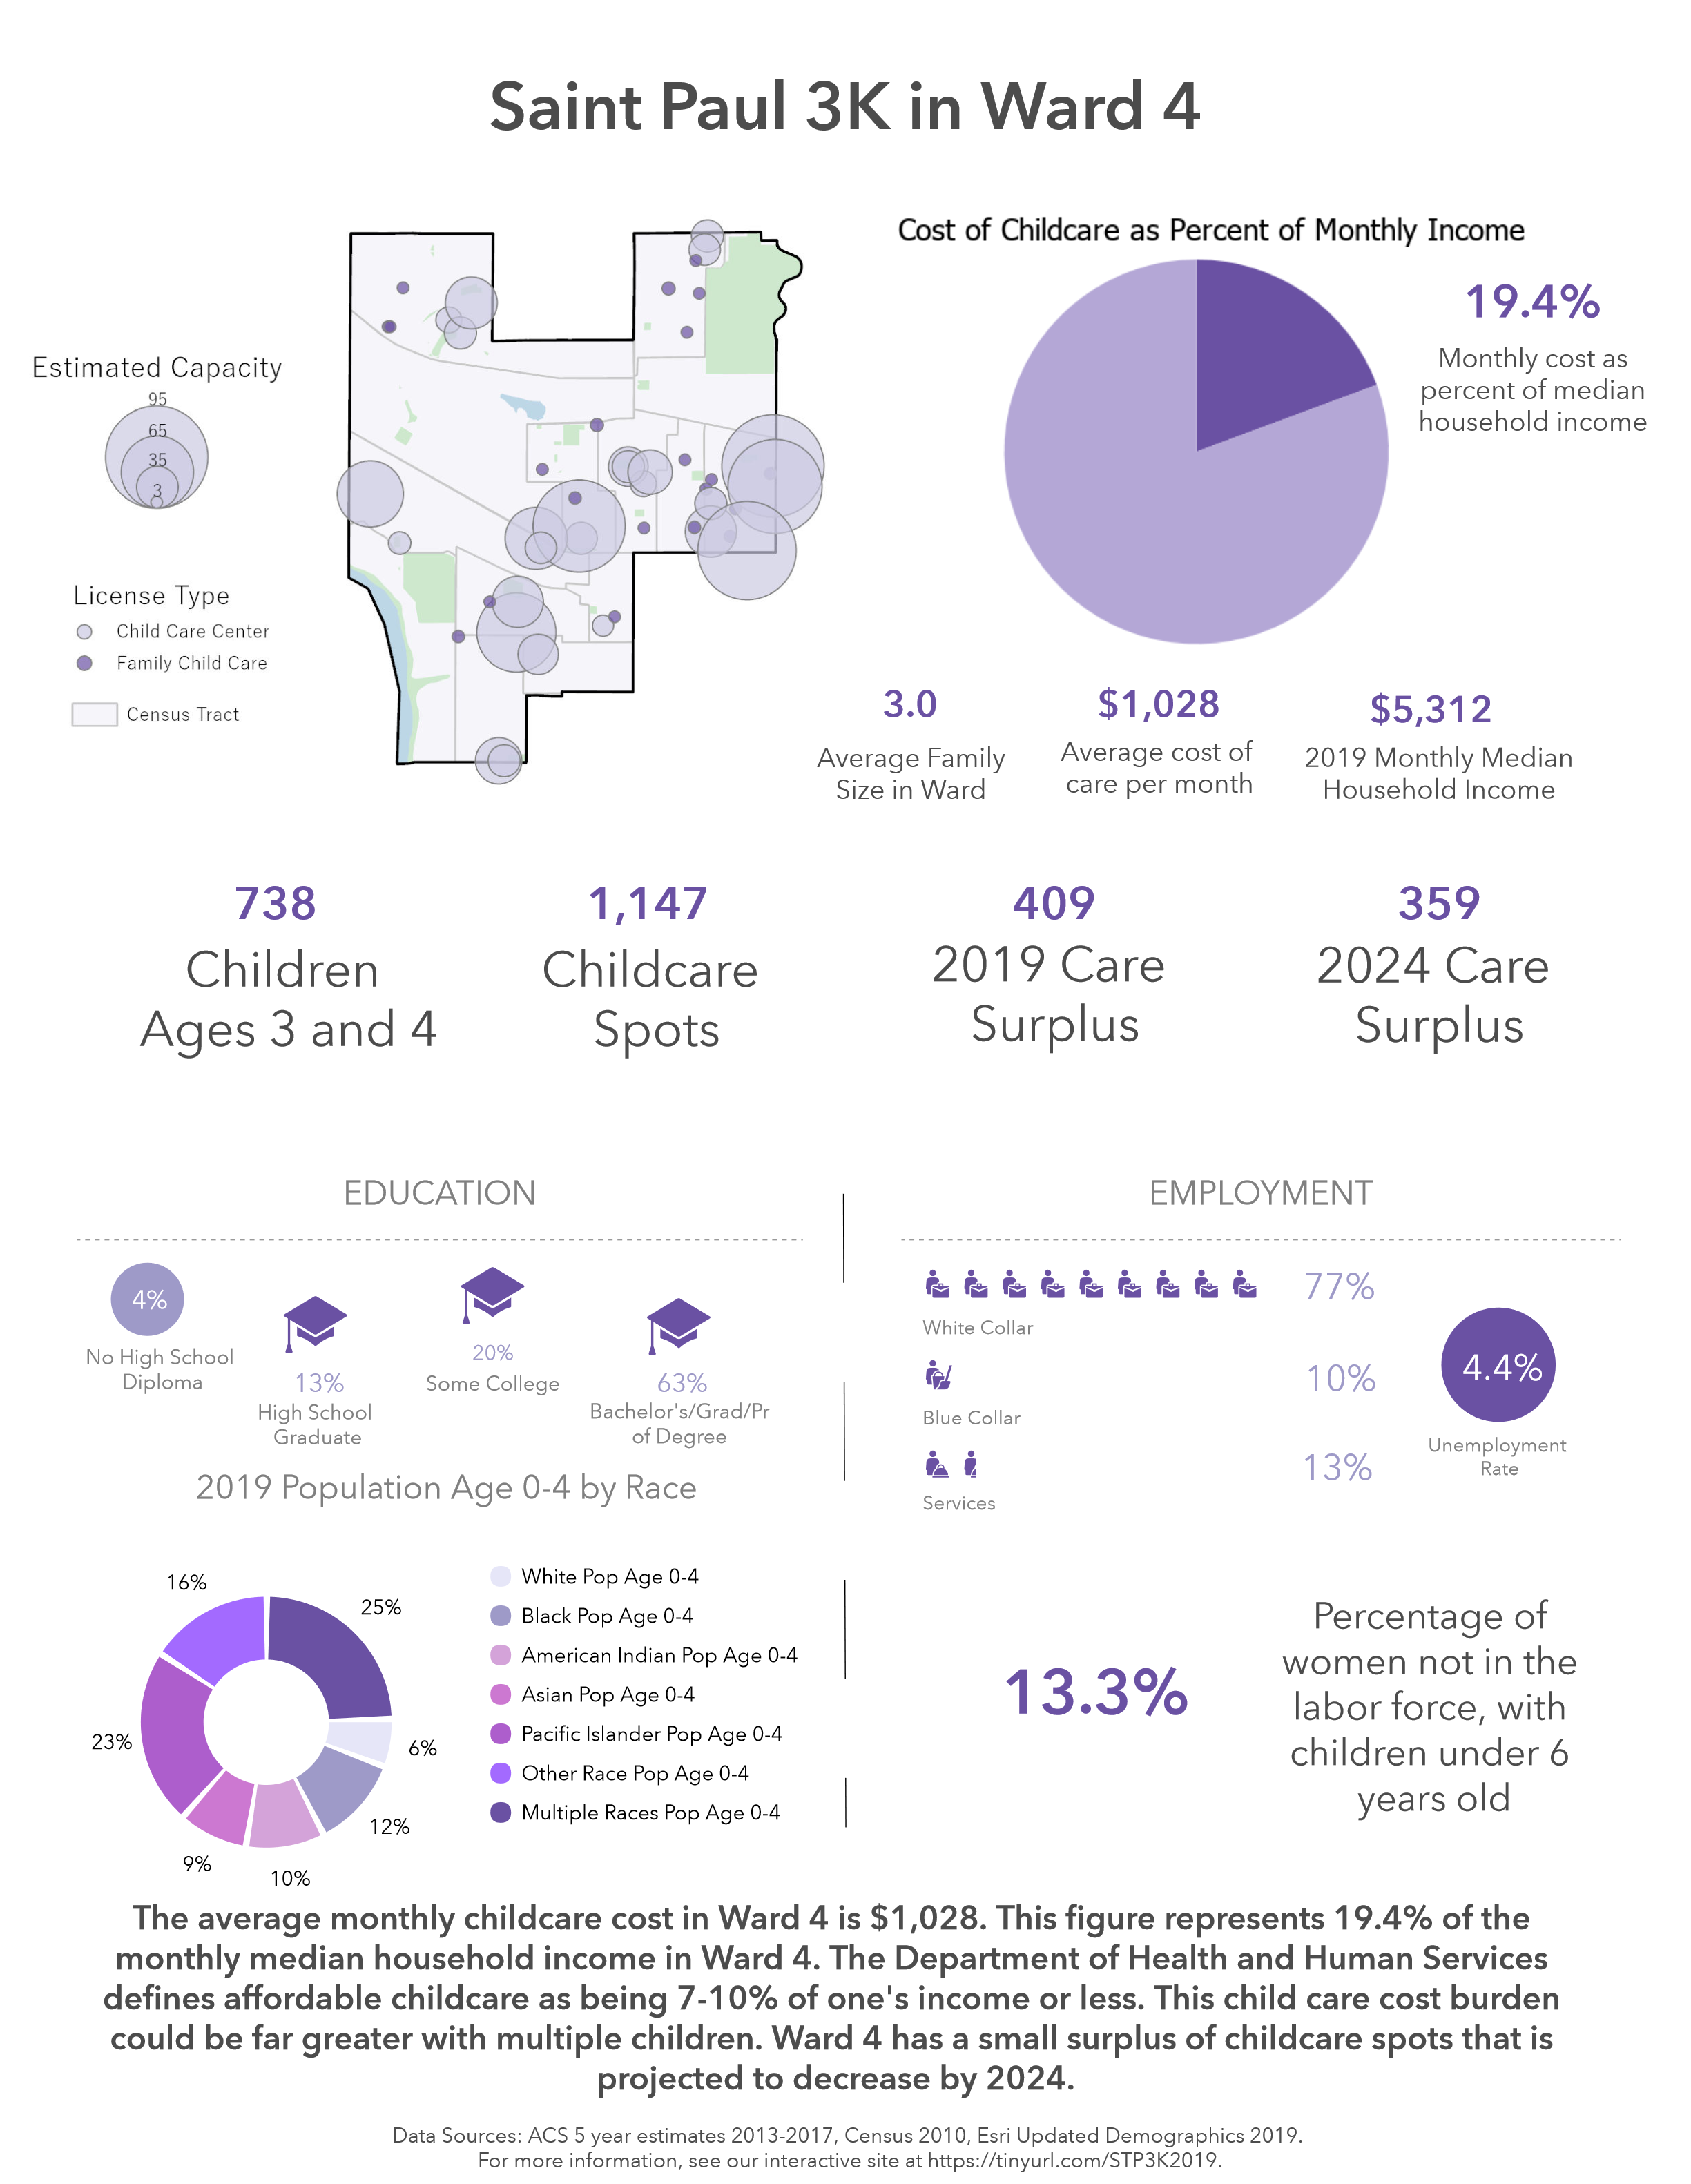 Saint Paul 3K in Ward 4
Estimated Capacity
95
65
35
3
License Type
Child Care Center
Family Child Care
Census Tract
Cost of Childcare as Percent of Monthly Income
19.4%
Monthly cost as
percent of median
household income
3.0
Average Family
Size in Ward
$1,028
Average cost of
care per month
$5,312
2019 Monthly Median
Household Income
738
Children
Ages 3 and 4
1,147
Childcare
Spots
409
2019 Care
Surplus
359
2024 Care
Surplus
EDUCATION
4%
No High School
Diploma
13%
High School
Graduate
20%
Some College
63%
Bachelor's/Grad/Pr
of Degree
EMPLOYMENT
77%
White Collar
10%
Blue Collar
13%
Services
4.4%
Unemployment
Rate
2019 Population Age 0-4 by Race
16%
25%
23%
6%
12%
9%
10%
White Pop Age 0-4
Black Pop Age 0-4
American Indian Pop Age 0-4
Asian Pop Age 0-4
Pacific Islander Pop Age 0-4
Other Race Pop Age 0-4
Multiple Races Pop Age 0-4
13.3%
Percentage of
women not in the
labor force, with
children under 6
years old
The average monthly childcare cost in Ward 4 is $1,028. This figure represents 19.4% of the
monthly median household income in Ward 4. The Department of Health and Human Services
defines affordable childcare as being 7-10% of one's income or less. This child care cost burden
could be far greater with multiple children. Ward 4 has a small surplus of childcare spots that is
projected to decrease by 2024.
Data Sources: ACS 5 year estimates 2013-2017, Census 2010, Esri Updated Demographics 2019.
For more information, see our interactive site at https://tinyurl.com/STP3K2019.